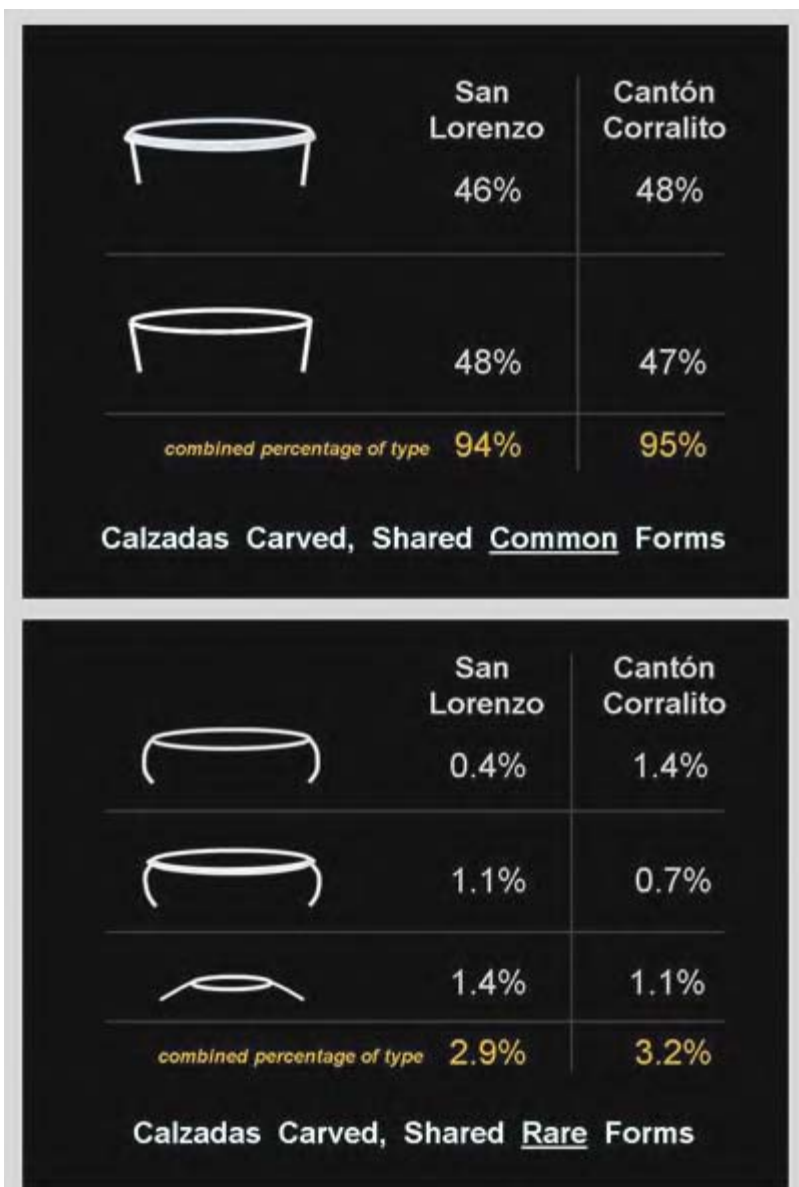 San Lorenzo
Cantón Corralito
46%
48%
48%
47%
combined percentage of type 94% 95%
Calzadas Carved, Shared Common Forms
San Lorenzo
Cantón Corralito
0.4%
1.4%
1.1%
0.7%
1.4%
1.1%
combined percentage of type 2.9% 3.2%
Calzadas Carved, Shared Rare Forms